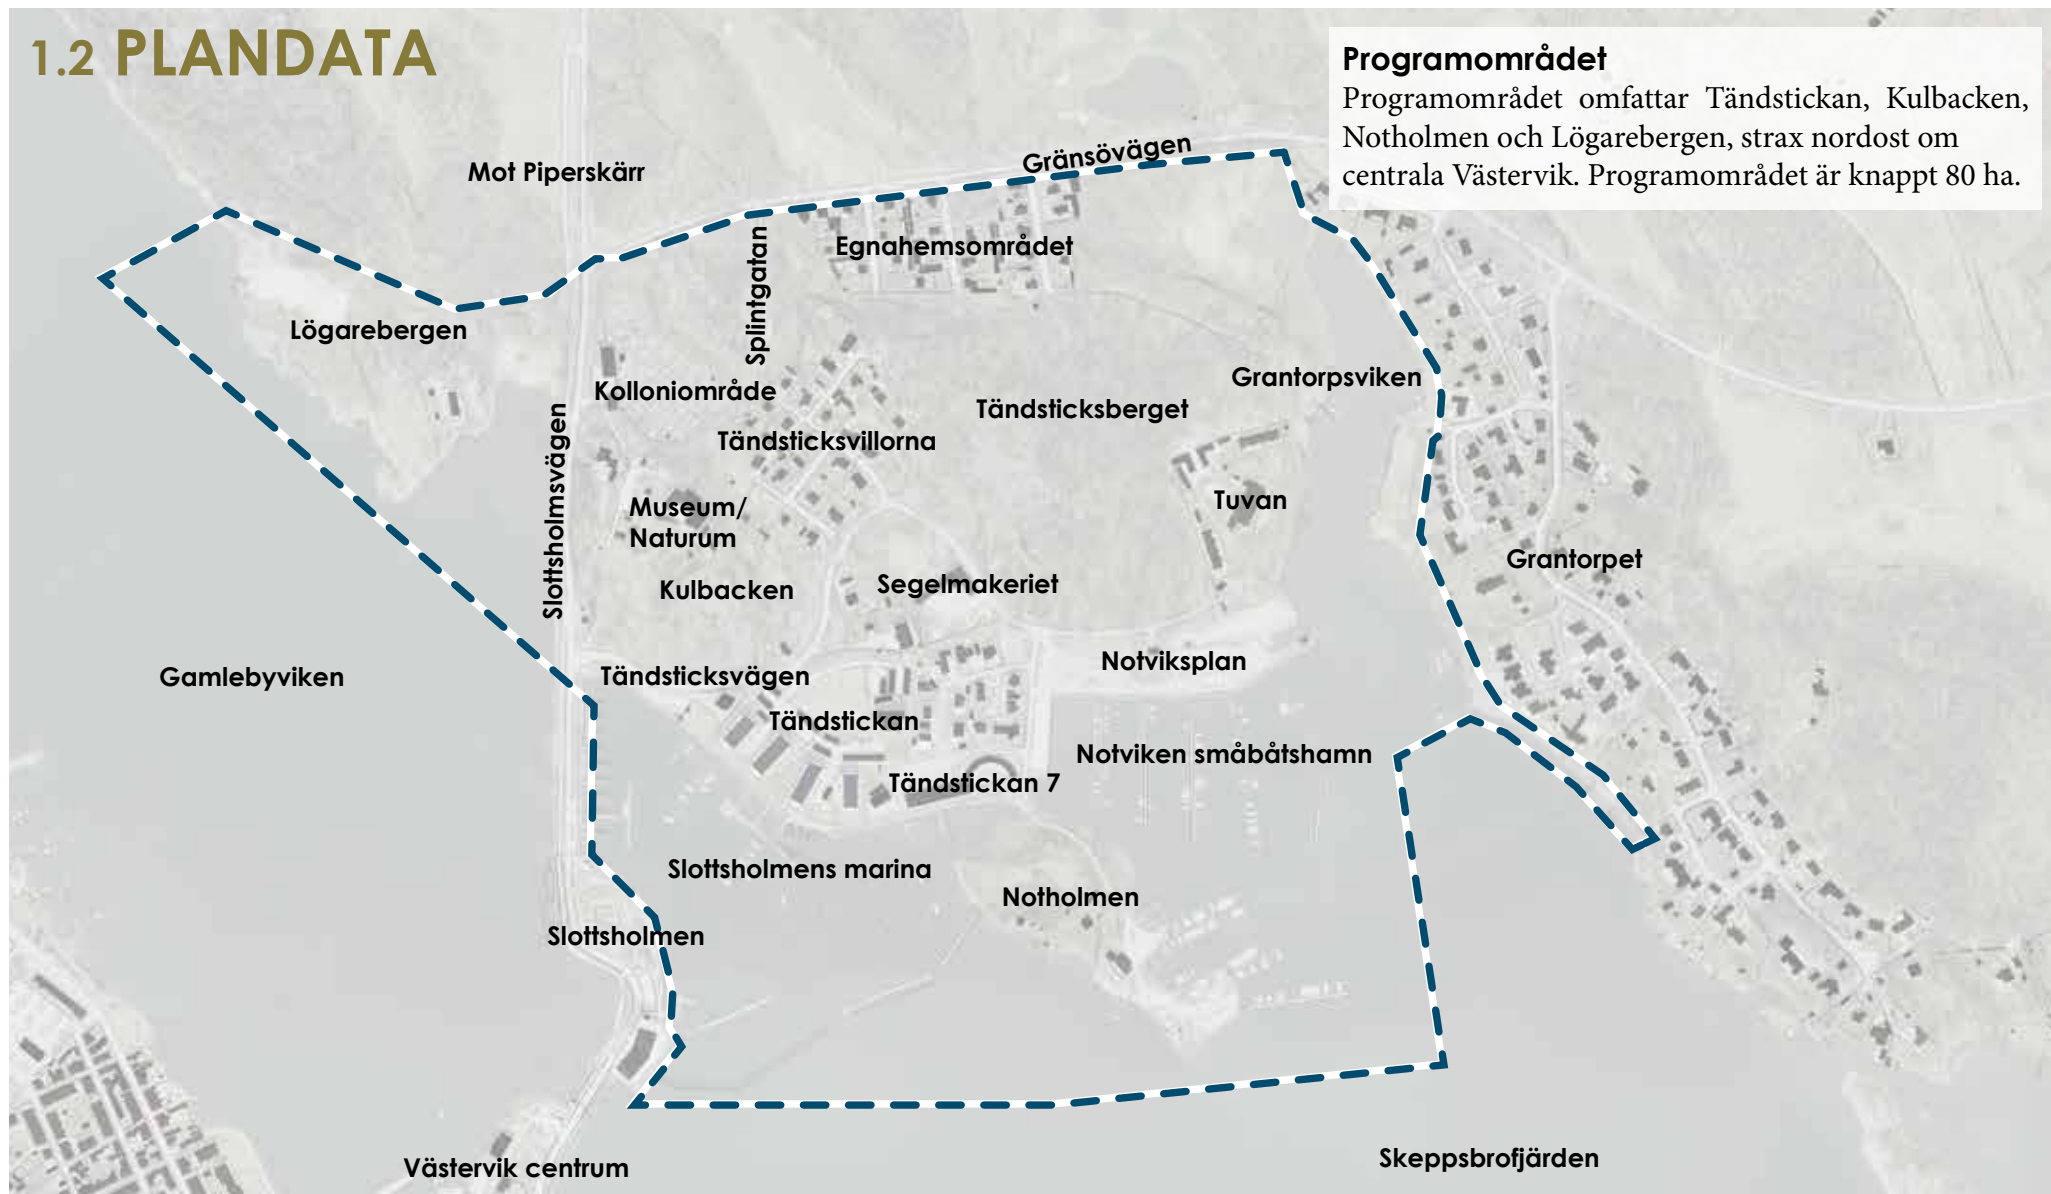 1.2 PLANDATA
Programområdet
Programområdet omfattar Tändstickan, Kulbacken,
Notholmen och Lögarebergen, strax nordost om
centrala Västervik. Programområdet är knappt 80 ha.
Gränsövägen
Mot Piperskärr
Egnahemsområdet
Splintgatan
Lögarebergen
Grantorpsviken
Kolloniområde
Tändsticksberget
Tändsticksvillorna
Slottsholmsvägen
Tuvan
Museum/
Naturum
Grantorpet
Segelmakeriet
Kulbacken
Notviksplan
Gamlebyviken
Tändsticksvägen
Tändstickan
Notviken småbåtshamn
Tändstickan 7
Slottsholmens marina
Notholmen
Slottsholmen
Skeppsbrofjärden
Västervik centrum